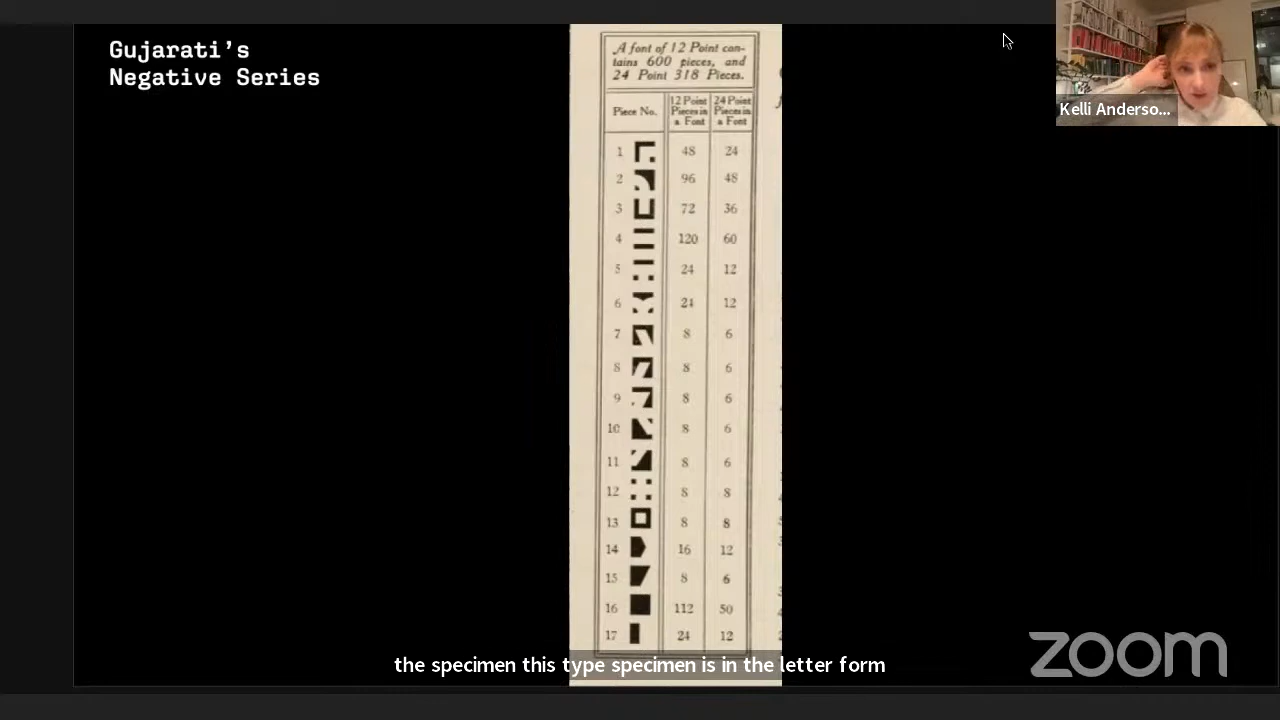 Gujarati's
Negative Series
A font of 12 Point con-
tains 600 pieces, and
24 Point 318 Pieces.
Piece No. 12 Point Pieces in a Font 24 Point Pieces in a Font
1 48 24
2 96 48
3 72 36
4 120 60
5 24 12
6 24 12
7 8 6
8 8 6
9 8 6
10 8 6
11 8 6
12 8 8
13 8 8
14 16 12
15 8 6
16 112 50
17 24 12
Kelli Anderso...
the specimen this type specimen is in the letter form
zoom